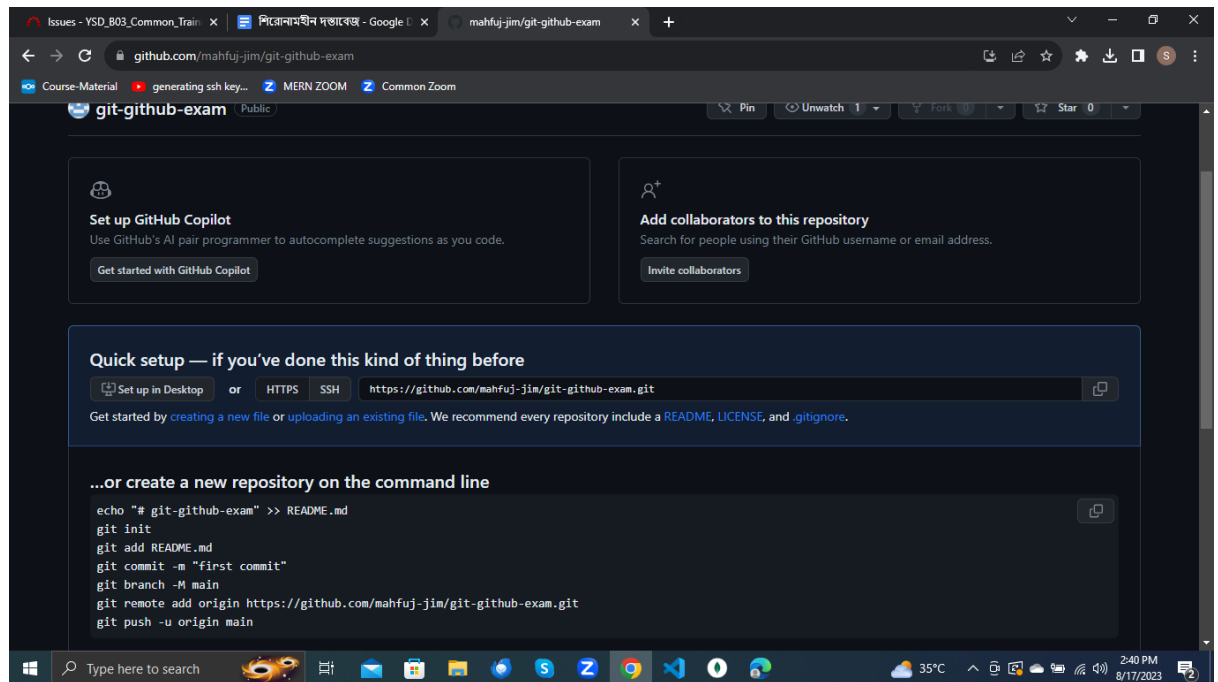 Issues - YSD_B03_Common_Train
শিরোনামহীন দস্তাবেজ - Google D
mahfuj-jim/git-github-exam
github.com/mahfuj-jim/git-github-exam
S
Course-Material
generating ssh key...
MERN ZOOM
Common Zoom
git-github-exam Public
Pin
Unwatch 1
Fork 0
Star 0
Set up GitHub Copilot
Use GitHub's AI pair programmer to autocomplete suggestions as you code.
Get started with GitHub Copilot
Add collaborators to this repository
Search for people using their GitHub username or email address.
Invite collaborators
Quick setup — if you've done this kind of thing before
Set up in Desktop or HTTPS SSH https://github.com/mahfuj-jim/git-github-exam.git
Get started by creating a new file or uploading an existing file. We recommend every repository include a README, LICENSE, and .gitignore.
...or create a new repository on the command line
echo "# git-github-exam" >> README.md
git init
git add README.md
git commit -m "first commit"
git branch -M main
git remote add origin https://github.com/mahfuj-jim/git-github-exam.git
git push -u origin main
Type here to search
35°C
2:40 PM
8/17/2023
2